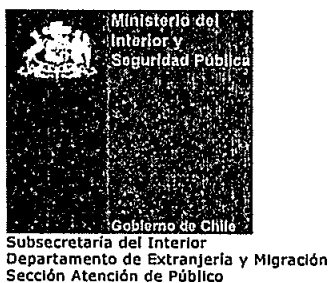 Ministerio del
Interior y
Seguridad Pública
Gobierno de Chile
Subsecretaría del Interior
Departamento de Extranjería y Migración
Sección Atención de Público